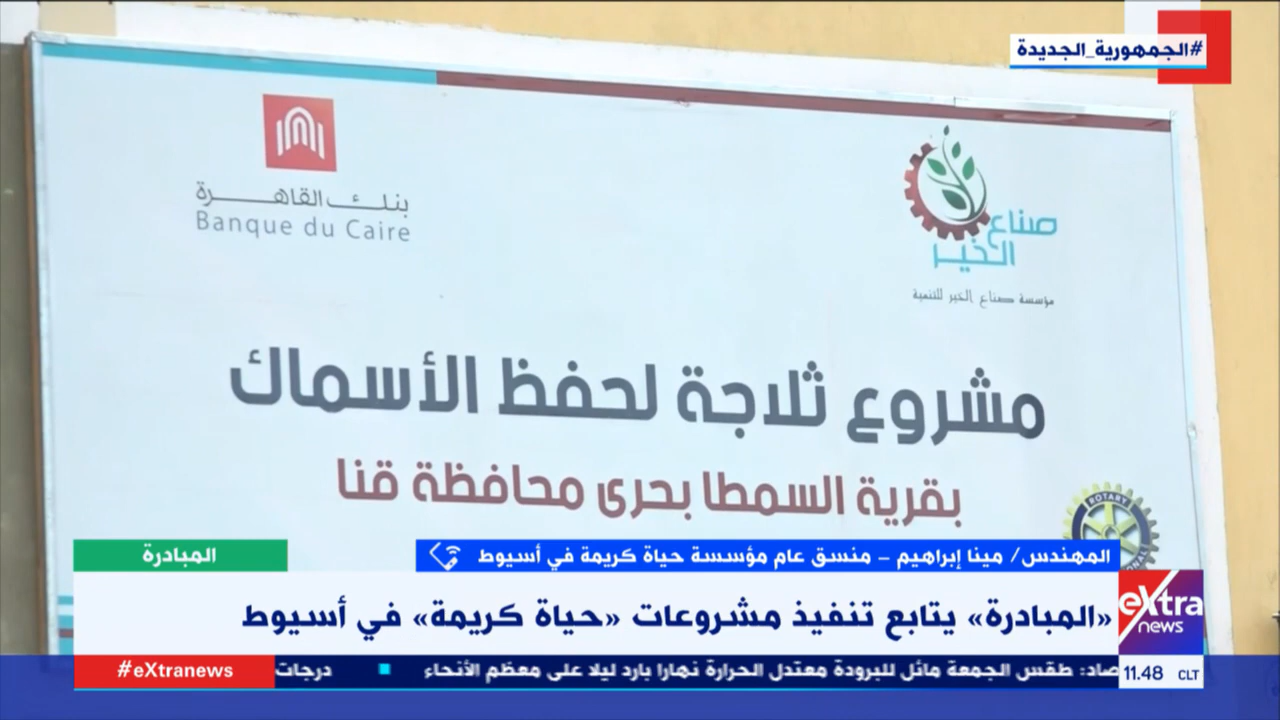 #الجمهورية_الجديدة
بنك القاهرة
Banque du Caire
صناع
الخير
مؤسسة صناع الخير للتنمية
مشروع ثلاجة لحفظ الأسماك
بقرية السمطا بحرى محافظة قنا
ROTARY
المبادرة
المهندس/ مينا إبراهيم - منسق عام مؤسسة حياة كريمة في أسيوط
«المبادرة» يتابع تنفيذ مشروعات «حياة كريمة» في أسيوط
eXtra
news
#eXtranews
صاد: طقس الجمعة مائل للبرودة معتدل الحرارة نهارا بارد ليلا على معظم الأنحاء ■ درجات
11.48 CLT